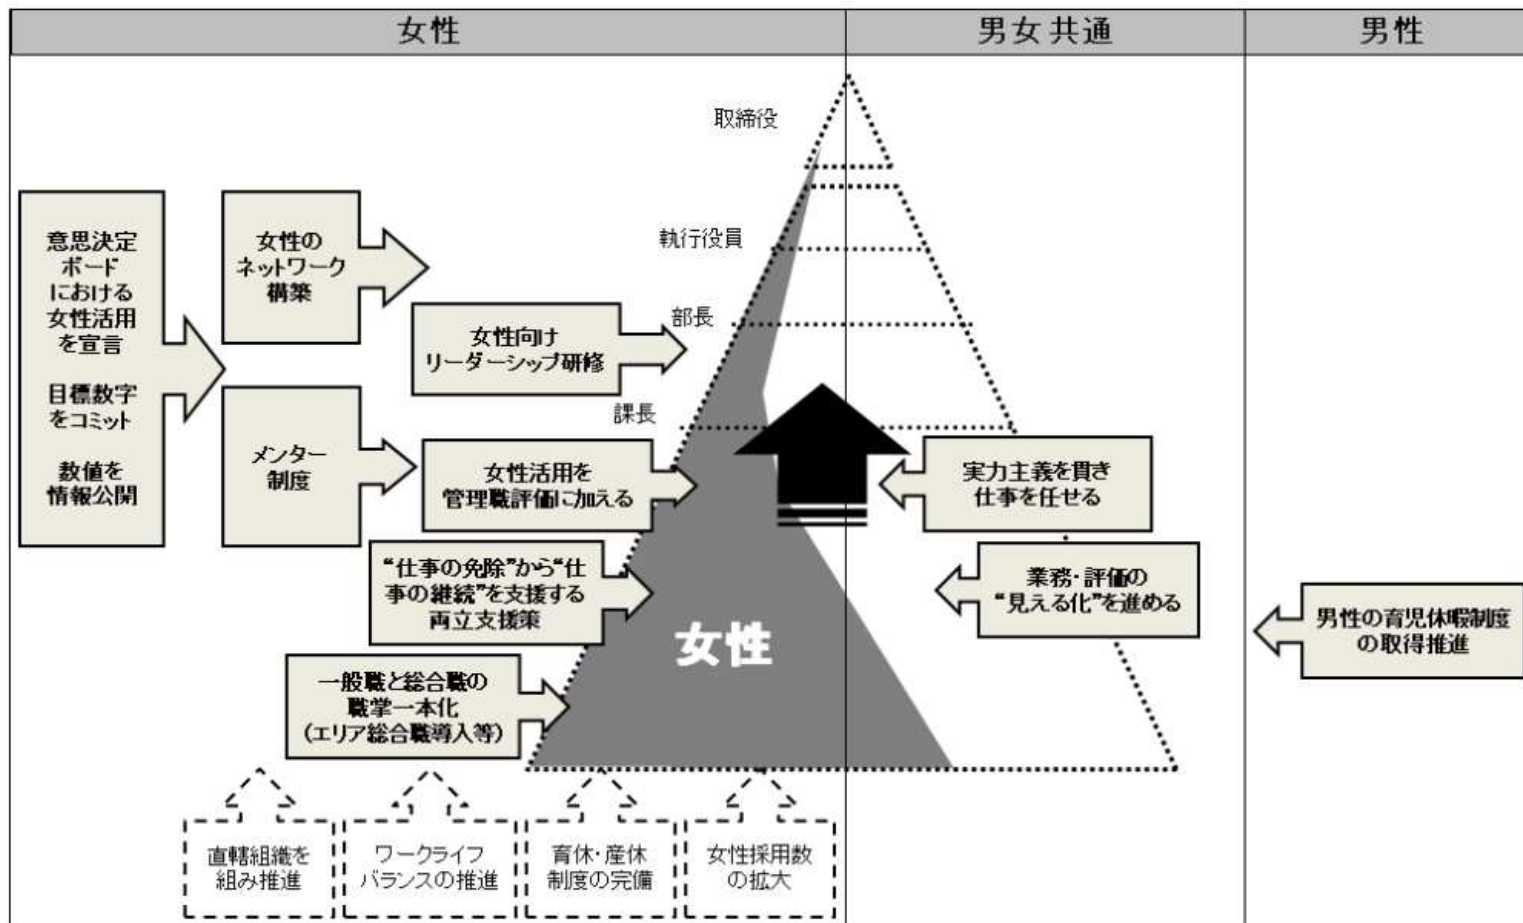 女性
男女共通
男性
取締役
執行役員
部長
課長
意思決定
ボード
における
女性活用
を宣言
目標数字
をコミット
数値を
情報公開
女性の
ネットワーク
構築
メンター
制度
女性向け
リーダーシップ研修
女性活用を
管理職評価に加える
“仕事の免除”から“仕
事の継続”を支援する
両立支援策
一般職と総合職の
職掌一本化
(エリア総合職導入等)
女性
実力主義を貫き
仕事を任せる
業務・評価の
“見える化”を進める
男性の育児休暇制度
の取得推進
直轄組織を
組み推進
ワークライフ
バランスの推進
育休・産休
制度の完備
女性採用数
の拡大